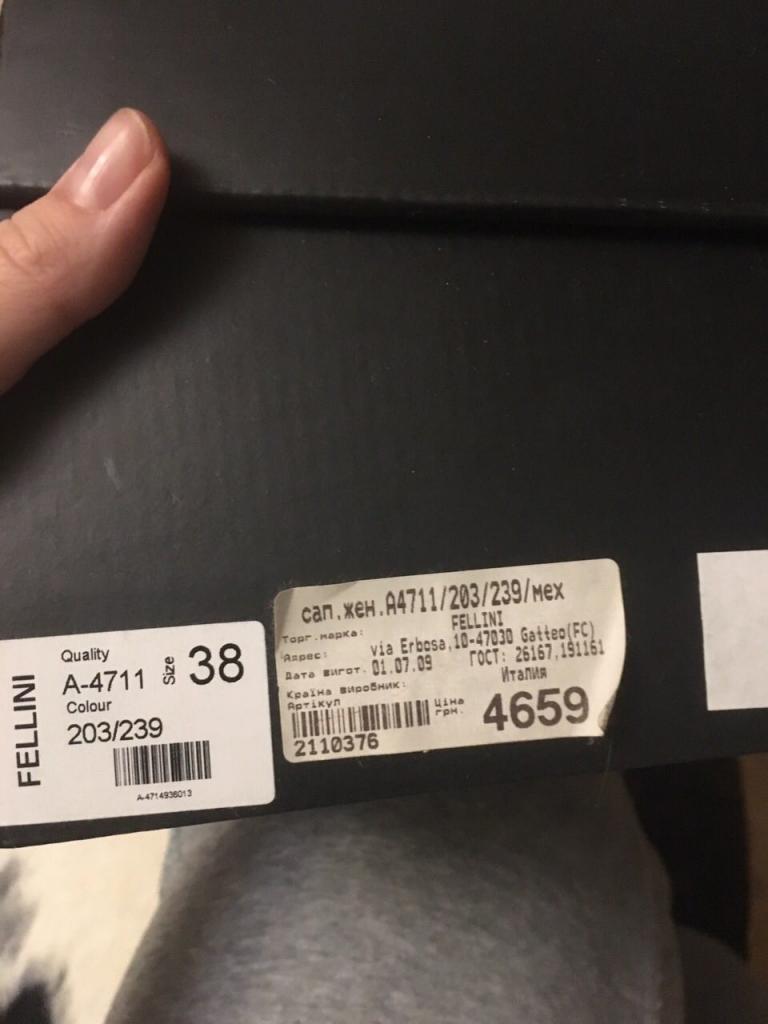 FELLINI
Quality
A-4711
Size
38
Colour
203/239
A-4714936013
сап.жен.А4711/203/239/мех
Торг.марка: FELLINI
Адрес: via Erbosa,10-47030 Gatteo(FC)
Дата вигот. 01.07.09 ГОСТ: 26167,191161
Країна виробник: Италия
Артікул
2110376
Ціна
грн.
4659